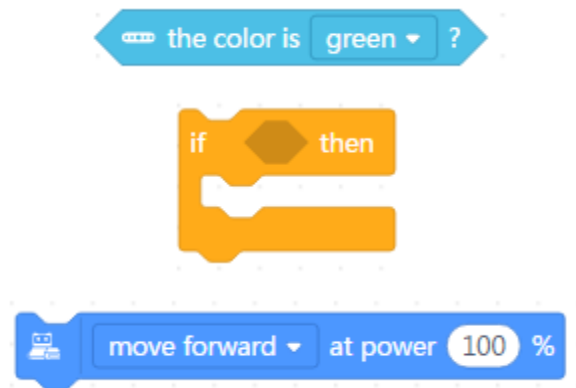 the color is green ?
if then
move forward at power 100 %